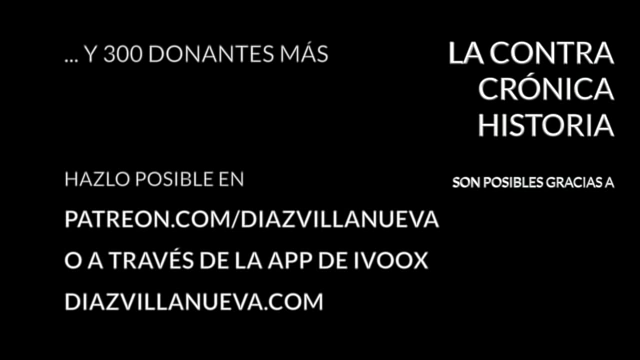 ... Y 300 DONANTES MÁS
HAZLO POSIBLE EN
PATREON.COM/DIAZVILLANUEVA
O A TRAVÉS DE LA APP DE IVOOX
DIAZVILLANUEVA.COM
LA CONTRA
CRÓNICA
HISTORIA
SON POSIBLES GRACIAS A